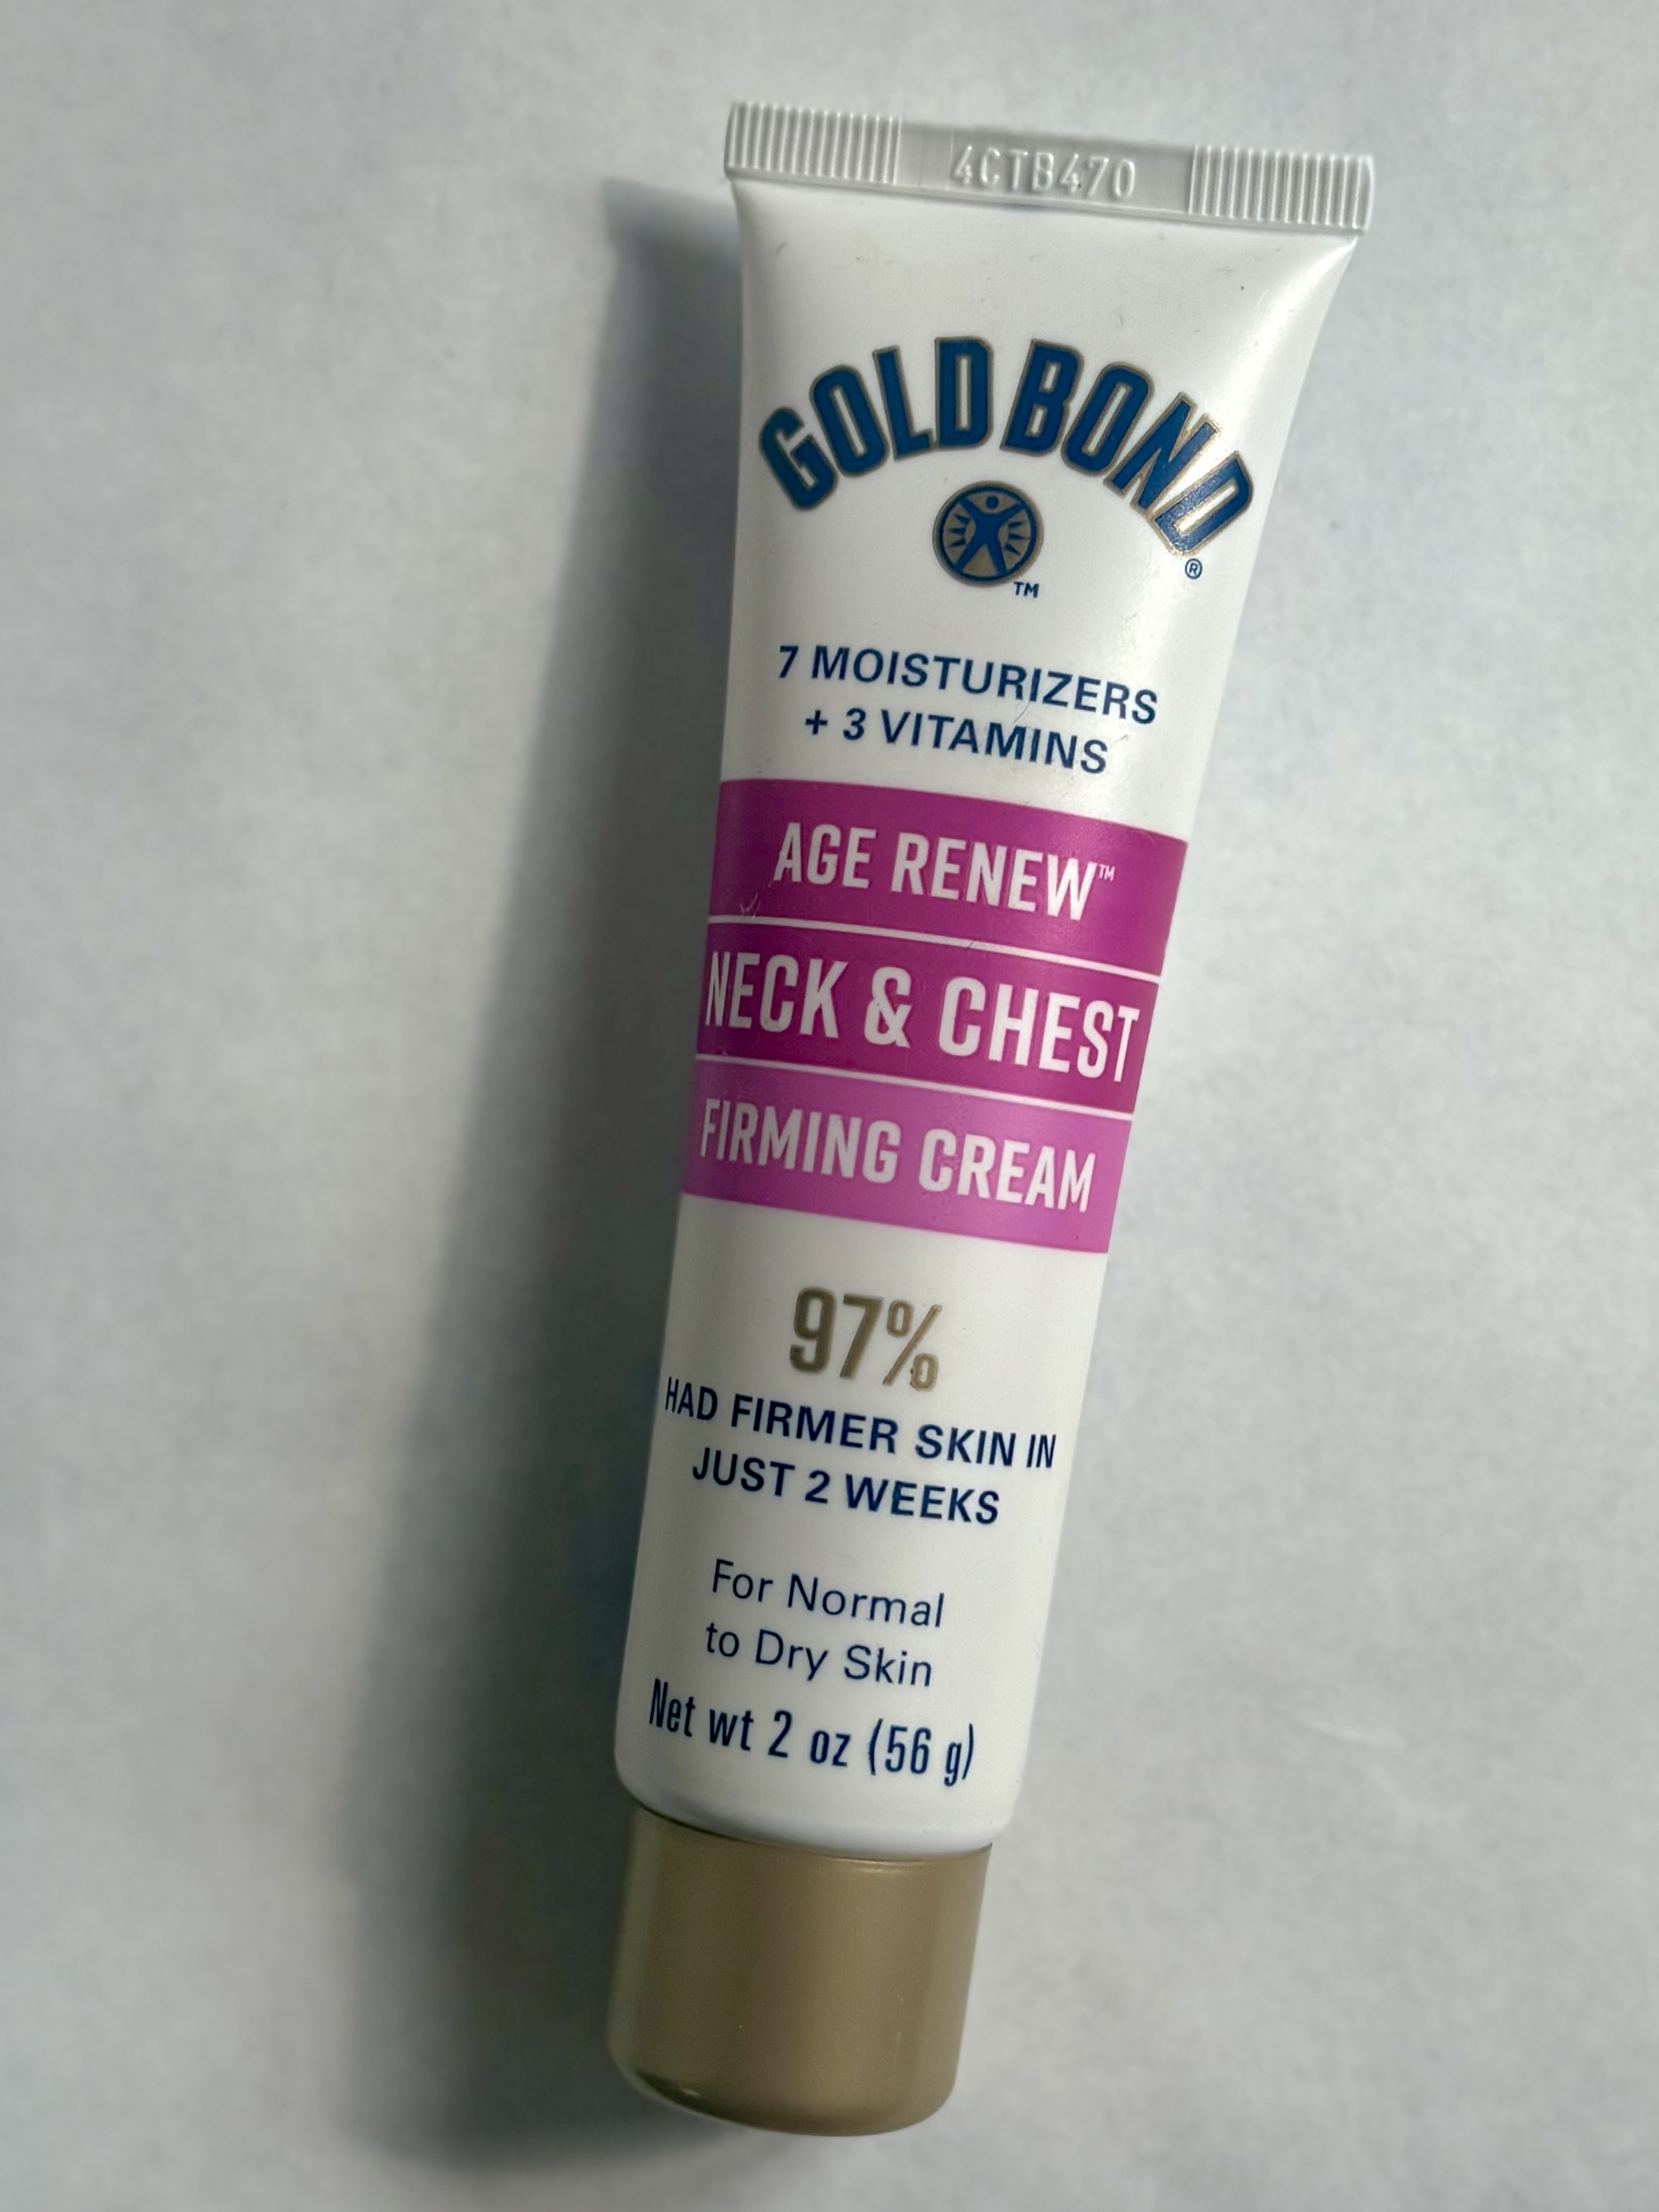 4CTB470
GOLD BOND®
TM
7 MOISTURIZERS
+ 3 VITAMINS
AGE RENEW™
NECK & CHEST
FIRMING CREAM
97%
HAD FIRMER SKIN IN
JUST 2 WEEKS
For Normal
to Dry Skin
Net wt 2 oz (56 g)